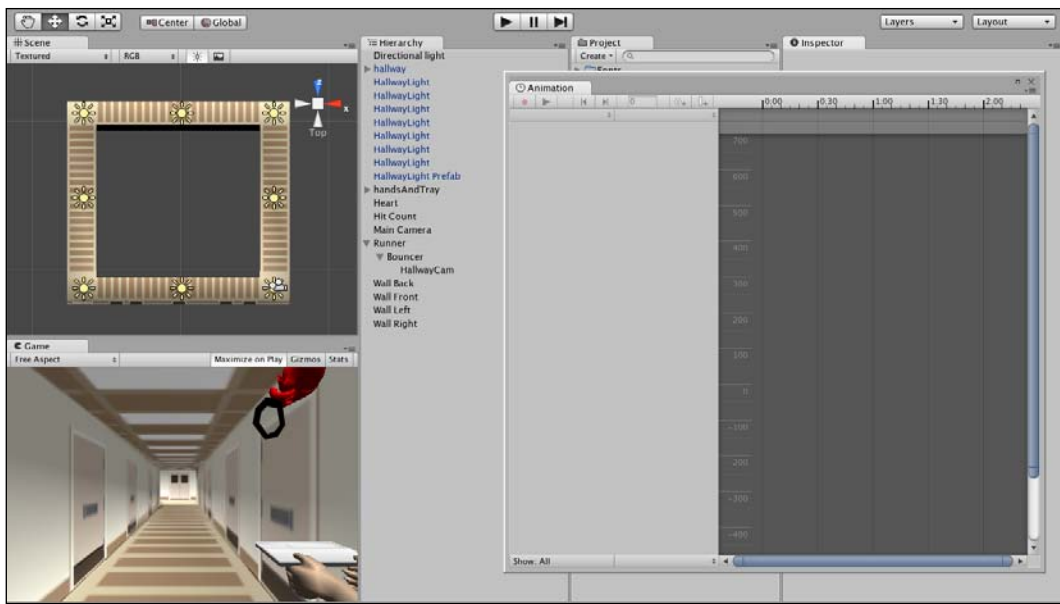 Center Global
Layers Layout
Scene
Textured RGB
x
Top
Game
Free Aspect Maximize on Play Gizmos Stats
Hierarchy
Directional light
hallway
HallwayLight
HallwayLight
HallwayLight
HallwayLight
HallwayLight
HallwayLight
HallwayLight
HallwayLight Prefab
handsAndTray
Heart
Hit Count
Main Camera
Runner
Bouncer
HallwayCam
Wall Back
Wall Front
Wall Left
Wall Right
Project
Create
Fonts
Inspector
Animation
0
0:00 0:30 1:00 1:30 2:00
700
600
500
400
300
200
100
0
-100
-200
-300
-400
Show: All